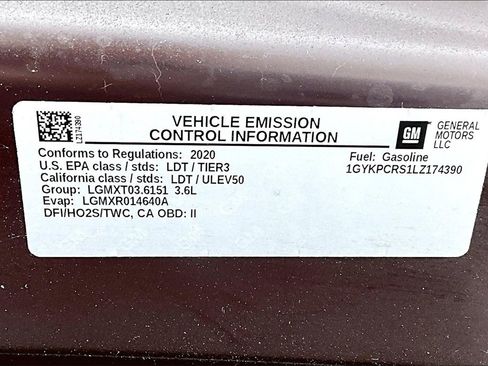 LZ174390
VEHICLE EMISSION
CONTROL INFORMATION
GM
GENERAL
MOTORS
LLC
Conforms to Regulations: 2020
U.S. EPA class / stds: LDT / TIER3
California class / stds: LDT / ULEV50
Group: LGMXT03.6151 3.6L
Evap: LGMXR014640A
DFI/HO2S/TWC, CA OBD: II
Fuel: Gasoline
1GYKPCRS1LZ174390